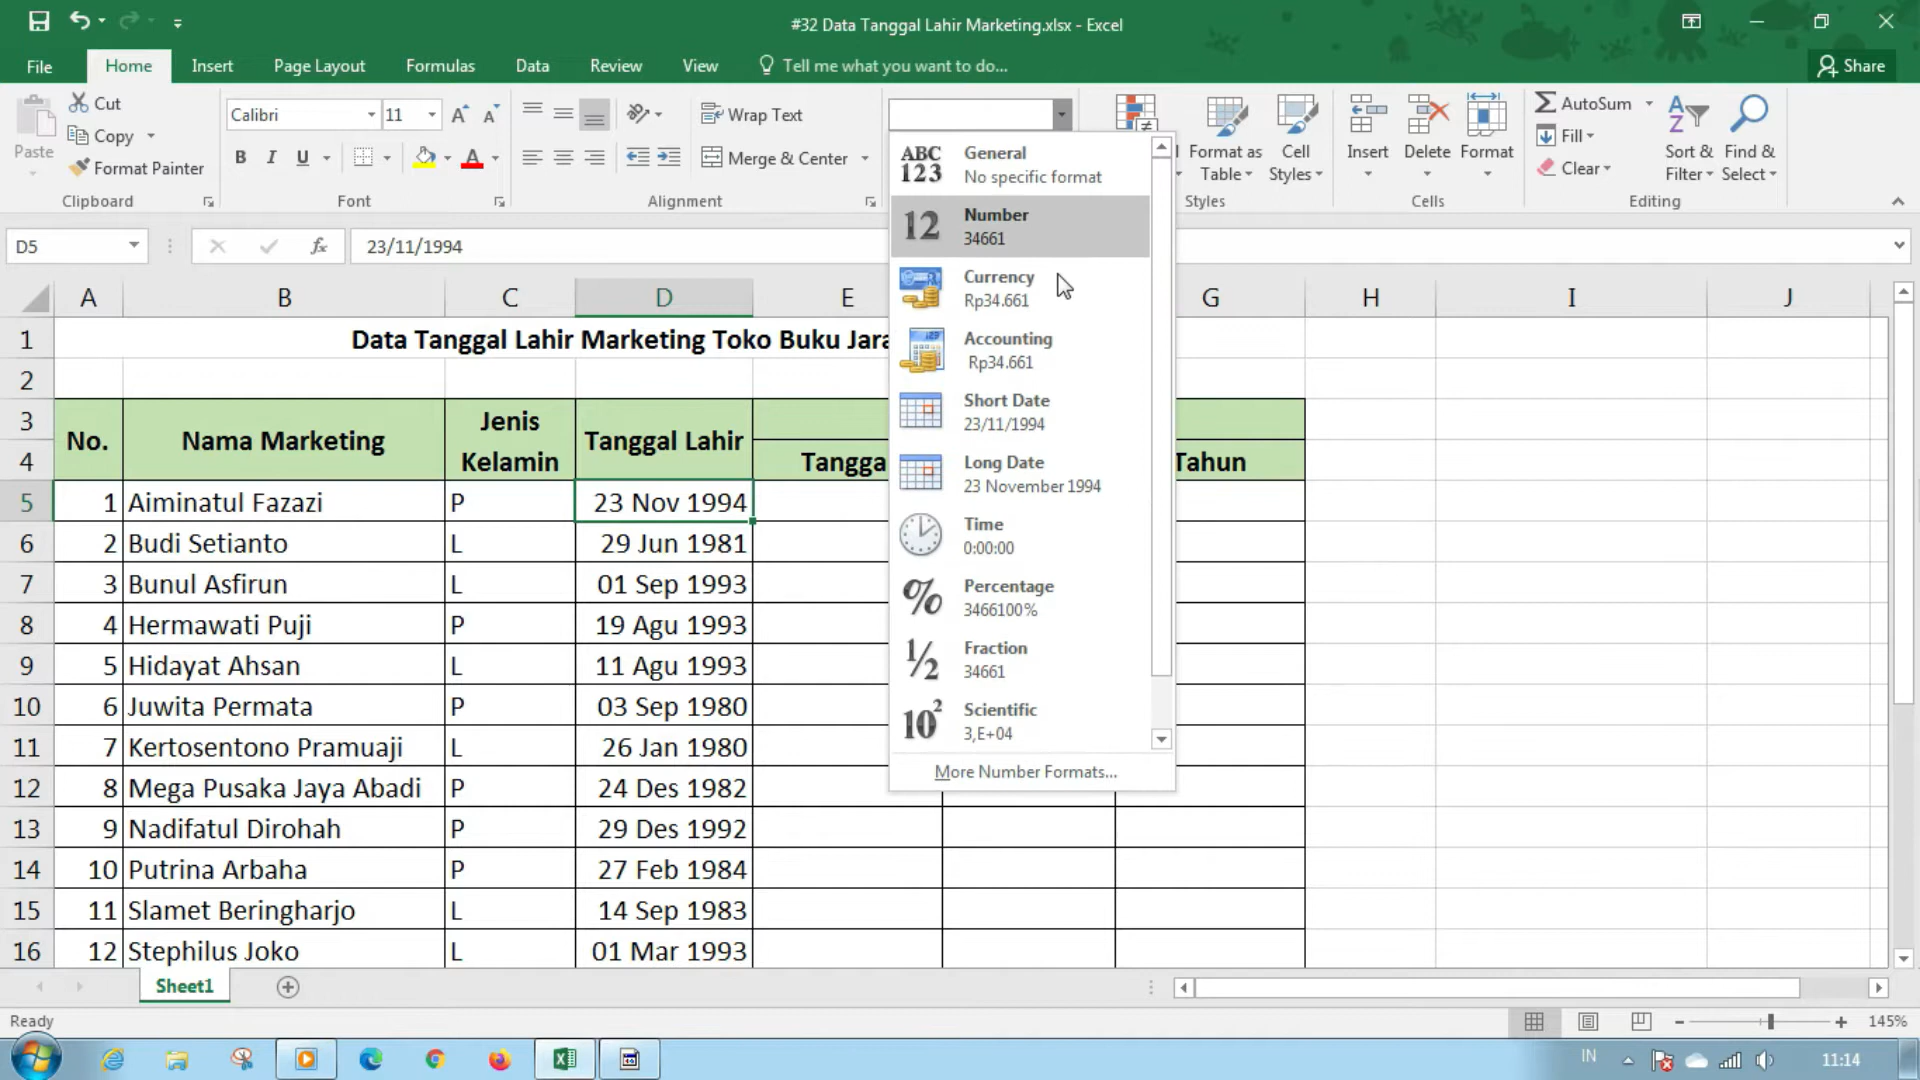 #32 Data Tanggal Lahir Marketing.xlsx - Excel
File Home Insert Page Layout Formulas Data Review View Tell me what you want to do... Share
Paste
Cut
Copy
Format Painter
Clipboard
Calibri 11
B I U A
Font
Wrap Text
Merge & Center
Alignment
Format as
Table
Cell
Styles
Styles
Insert Delete Format
Cells
AutoSum
Fill
Clear
Sort &
Filter
Find &
Select
Editing
D5 fx 23/11/1994
ABC
123
General
No specific format
12
Number
34661
Currency
Rp34.661
Accounting
Rp34.661
Short Date
23/11/1994
Long Date
23 November 1994
Time
0:00:00
%
Percentage
3466100%
½
Fraction
34661
10²
Scientific
3,E+04
More Number Formats...
A B C D E G H I J
1 Data Tanggal Lahir Marketing Toko Buku Jara
2
3 No. Nama Marketing Jenis Tanggal Lahir
4 Kelamin Tangga Tahun
5 1 Aiminatul Fazazi P 23 Nov 1994
6 2 Budi Setianto L 29 Jun 1981
7 3 Bunul Asfirun L 01 Sep 1993
8 4 Hermawati Puji P 19 Agu 1993
9 5 Hidayat Ahsan L 11 Agu 1993
10 6 Juwita Permata P 03 Sep 1980
11 7 Kertosentono Pramuaji L 26 Jan 1980
12 8 Mega Pusaka Jaya Abadi P 24 Des 1982
13 9 Nadifatul Dirohah P 29 Des 1992
14 10 Putrina Arbaha P 27 Feb 1984
15 11 Slamet Beringharjo L 14 Sep 1983
16 12 Stephilus Joko L 01 Mar 1993
Sheet1
Ready 145%
IN 11:14